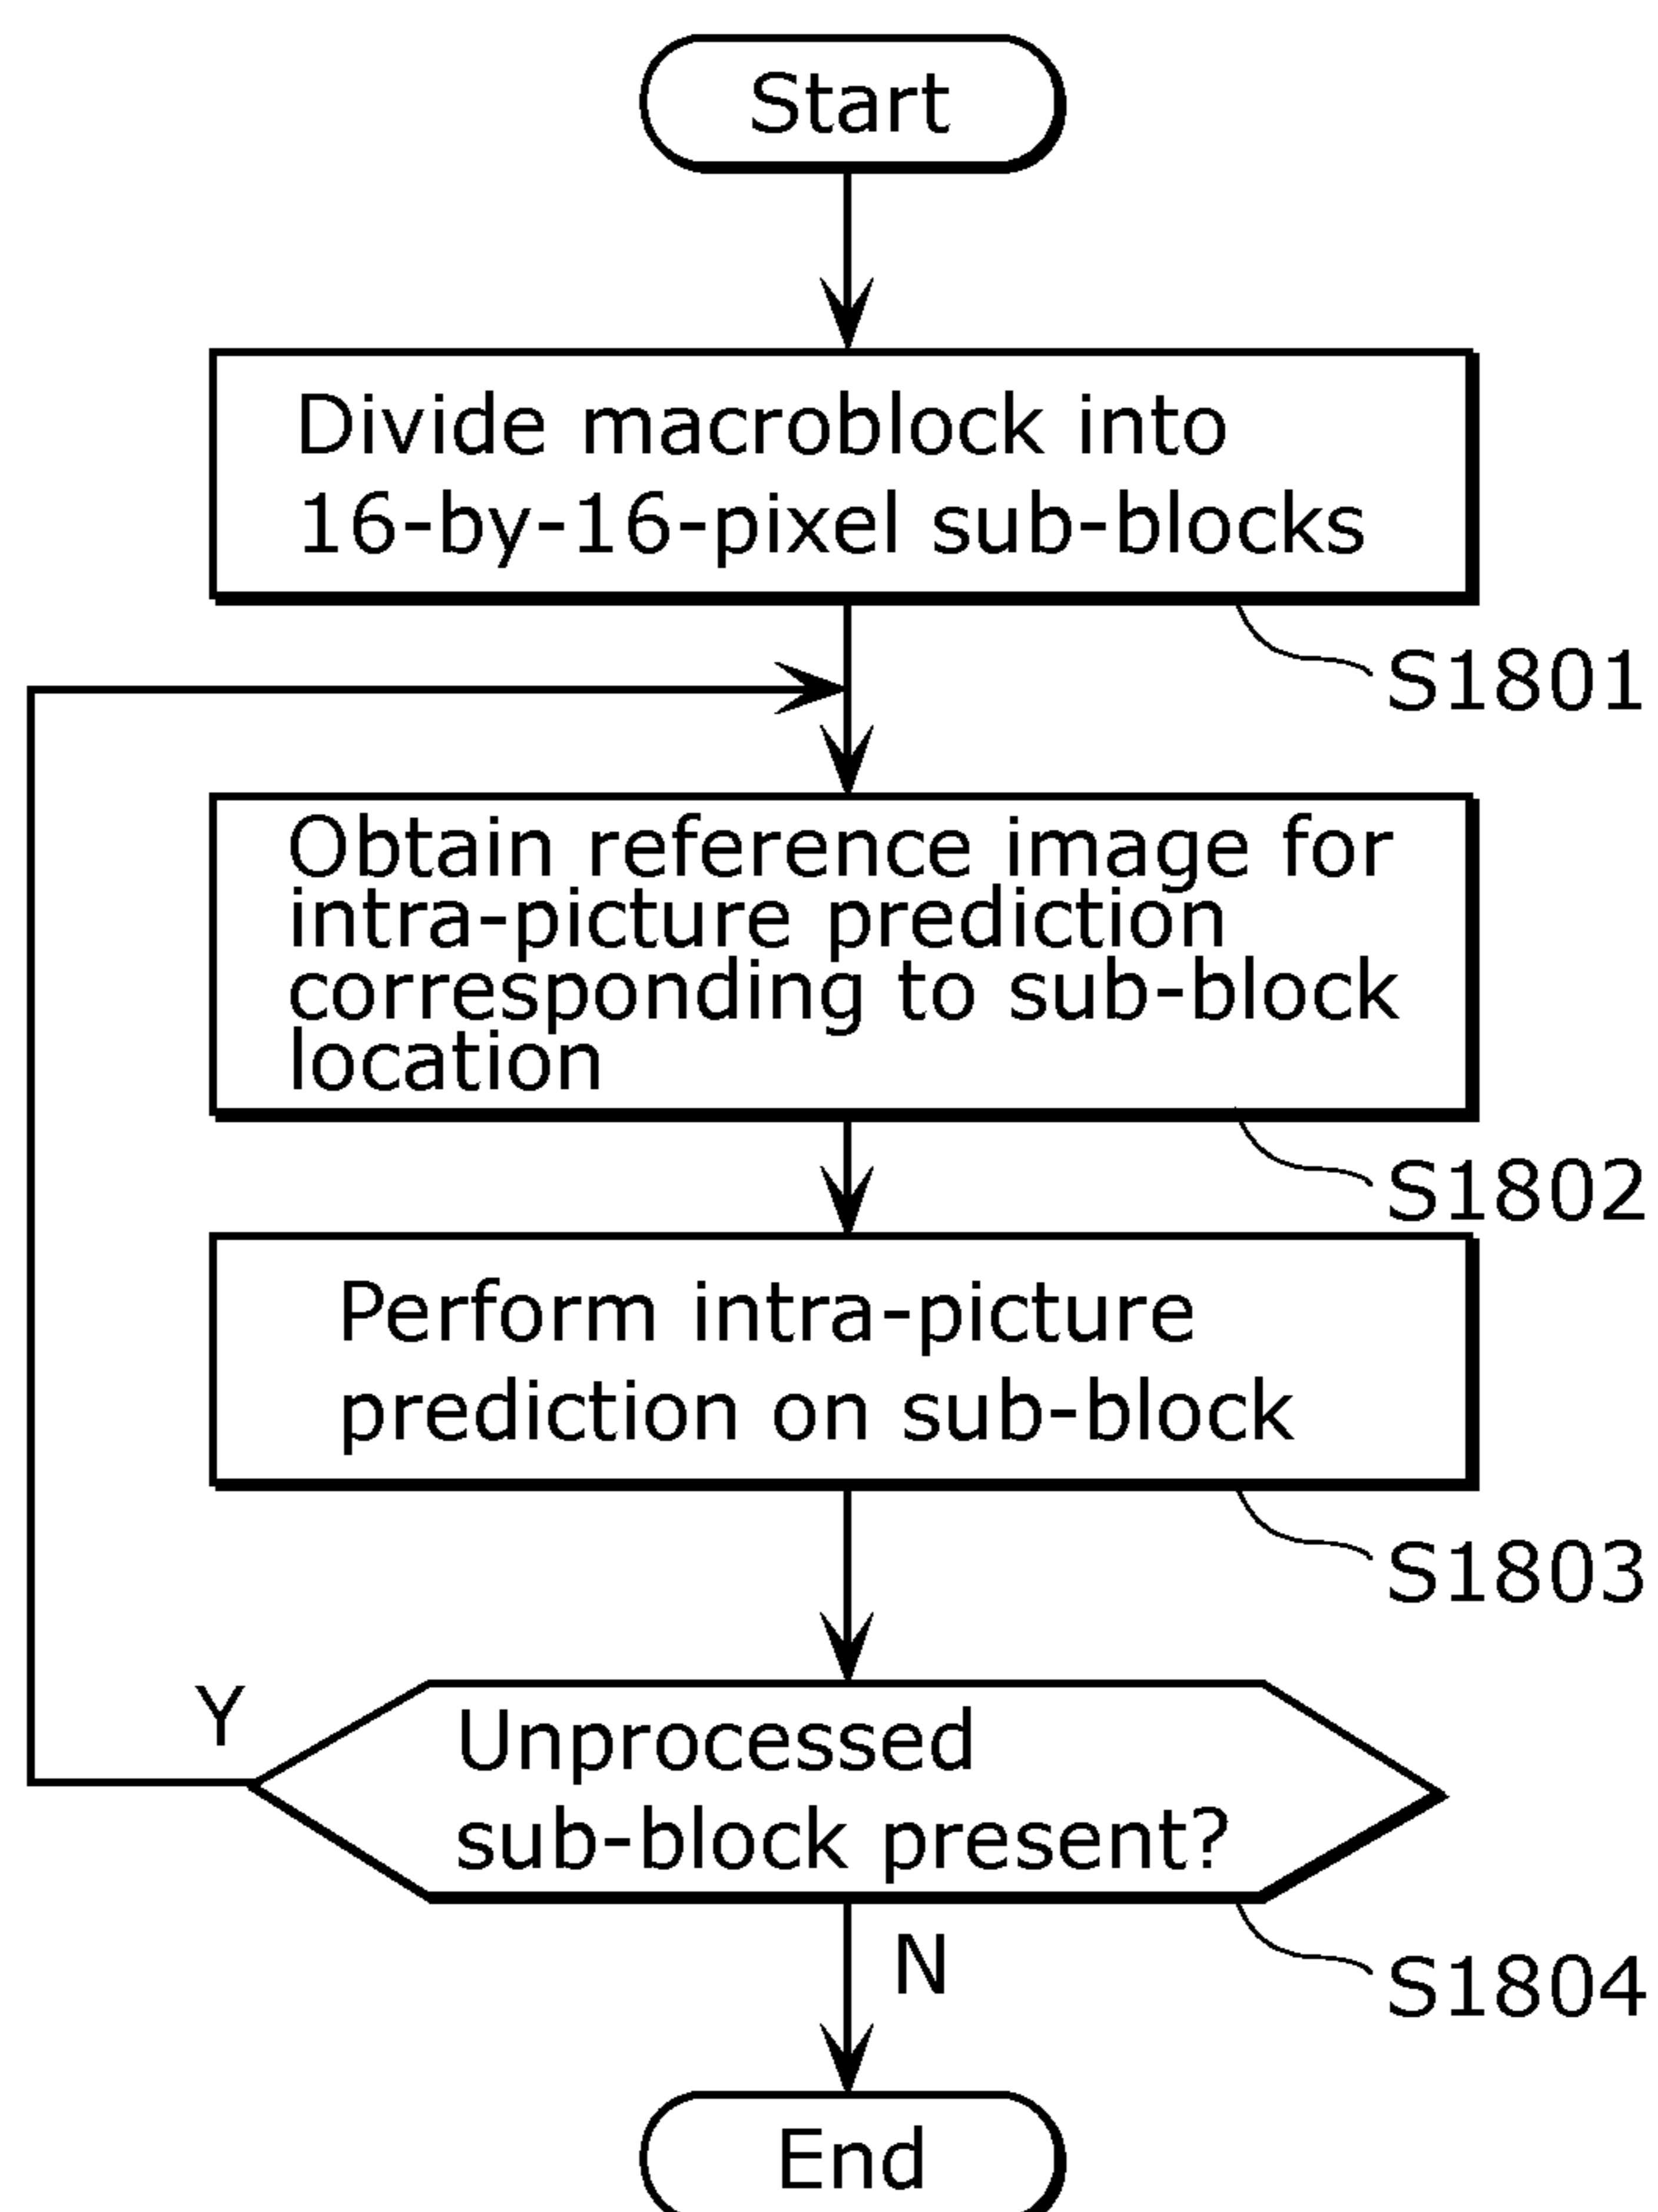 Start
Divide macroblock into
16-by-16-pixel sub-blocks
S1801
Obtain reference image for
intra-picture prediction
corresponding to sub-block
location
S1802
Perform intra-picture
prediction on sub-block
S1803
Y
Unprocessed
sub-block present?
N
S1804
End